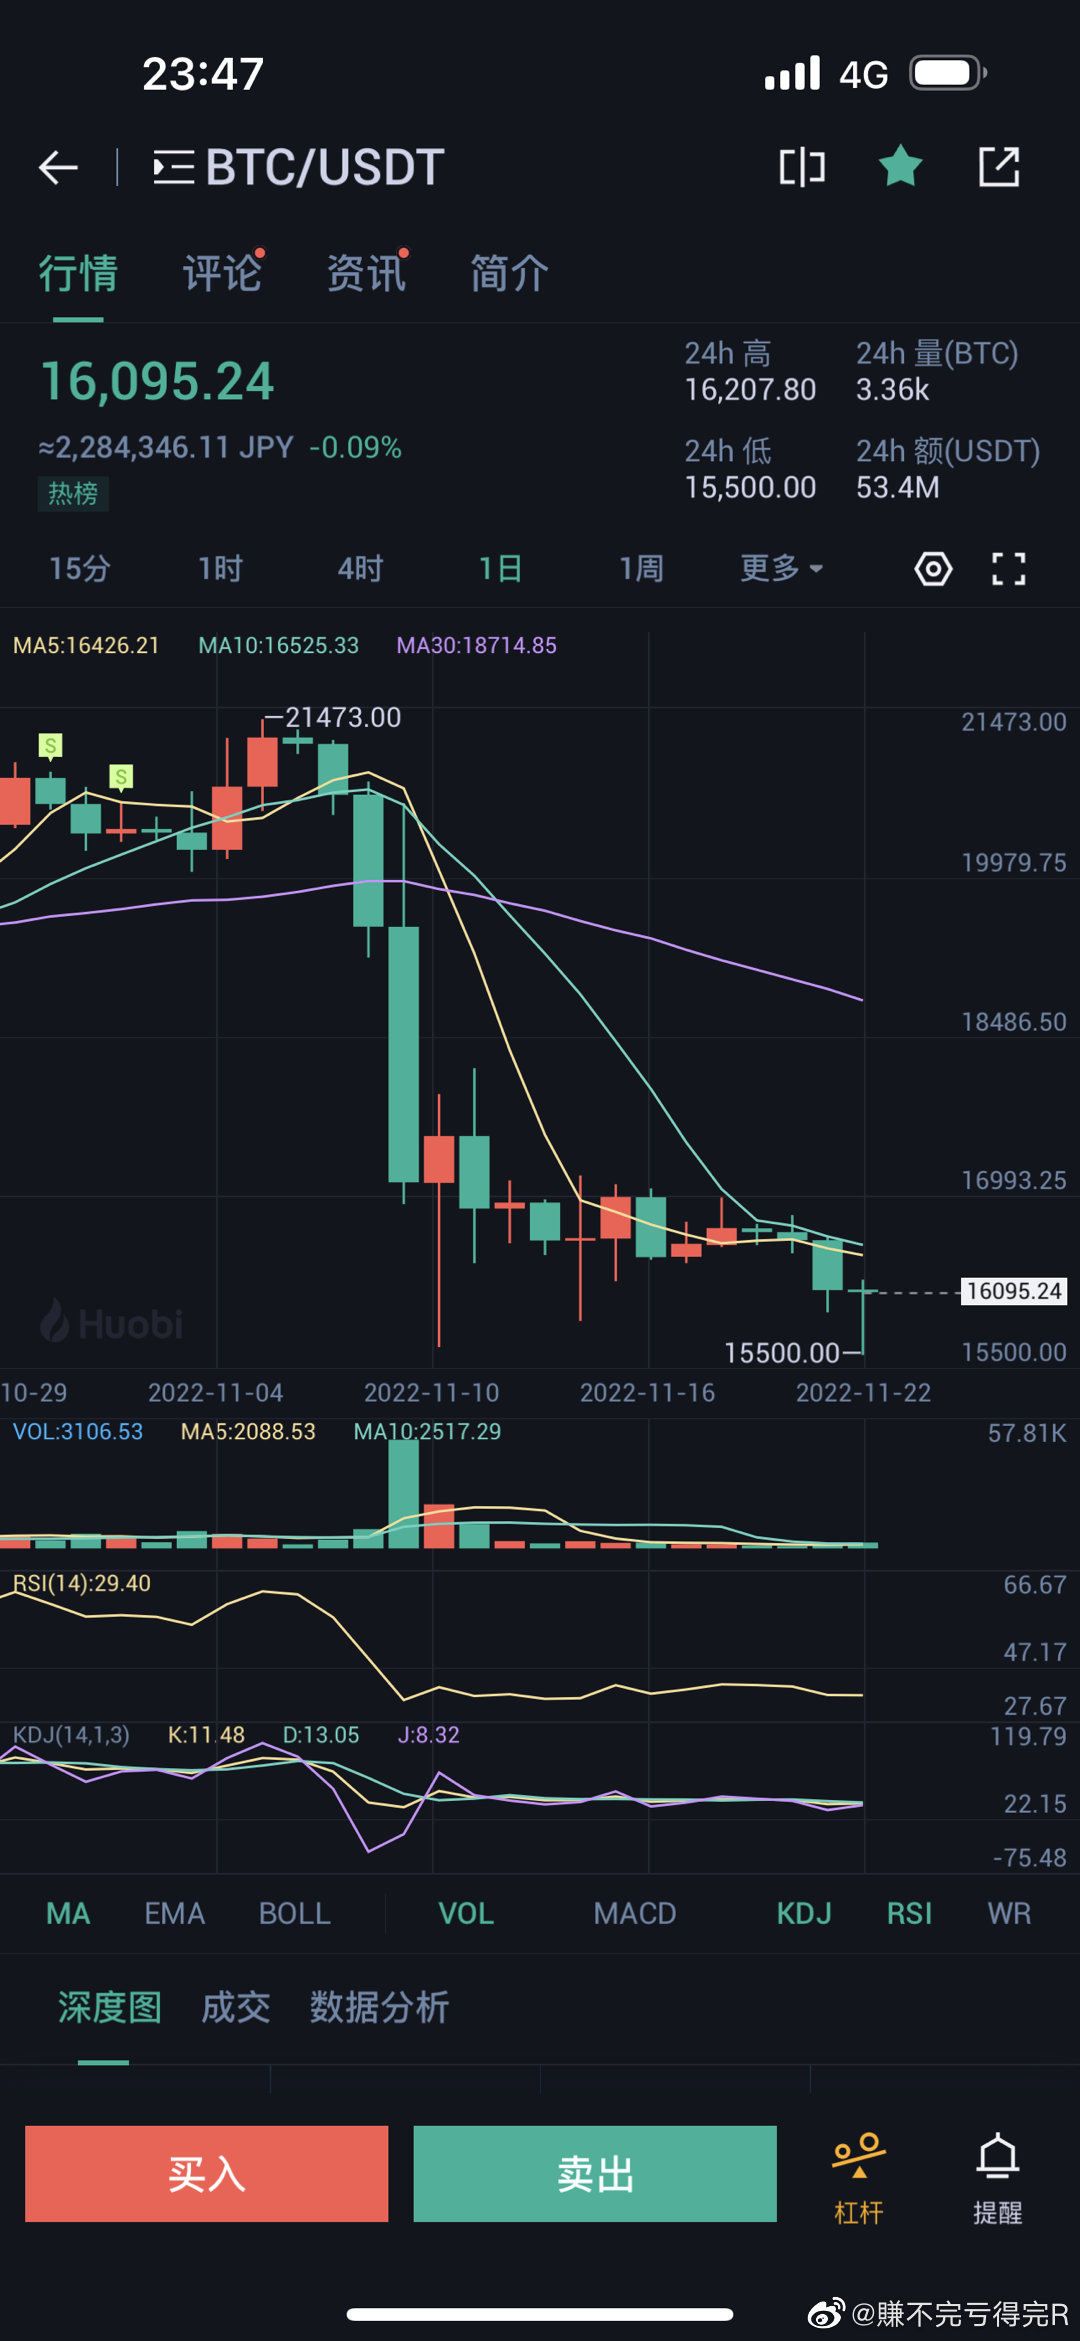 23:47 4G
BTC/USDT
行情 评论 资讯 简介
16,095.24
≈2,284,346.11 JPY -0.09%
热榜
24h 高 24h 量(BTC)
16,207.80 3.36k
24h 低 24h 额(USDT)
15,500.00 53.4M
15分 1时 4时 1日 1周 更多
MA5:16426.21 MA10:16525.33 MA30:18714.85
21473.00
21473.00
S
S
19979.75
18486.50
16993.25
16095.24
Huobi
15500.00
15500.00
10-29 2022-11-04 2022-11-10 2022-11-16 2022-11-22
VOL:3106.53 MA5:2088.53 MA10:2517.29 57.81K
RSI(14):29.40 66.67
47.17
27.67
KDJ(14,1,3) K:11.48 D:13.05 J:8.32 119.79
22.15
-75.48
MA EMA BOLL VOL MACD KDJ RSI WR
深度图 成交 数据分析
买入 卖出 杠杆 提醒
@赚不完亏得完R